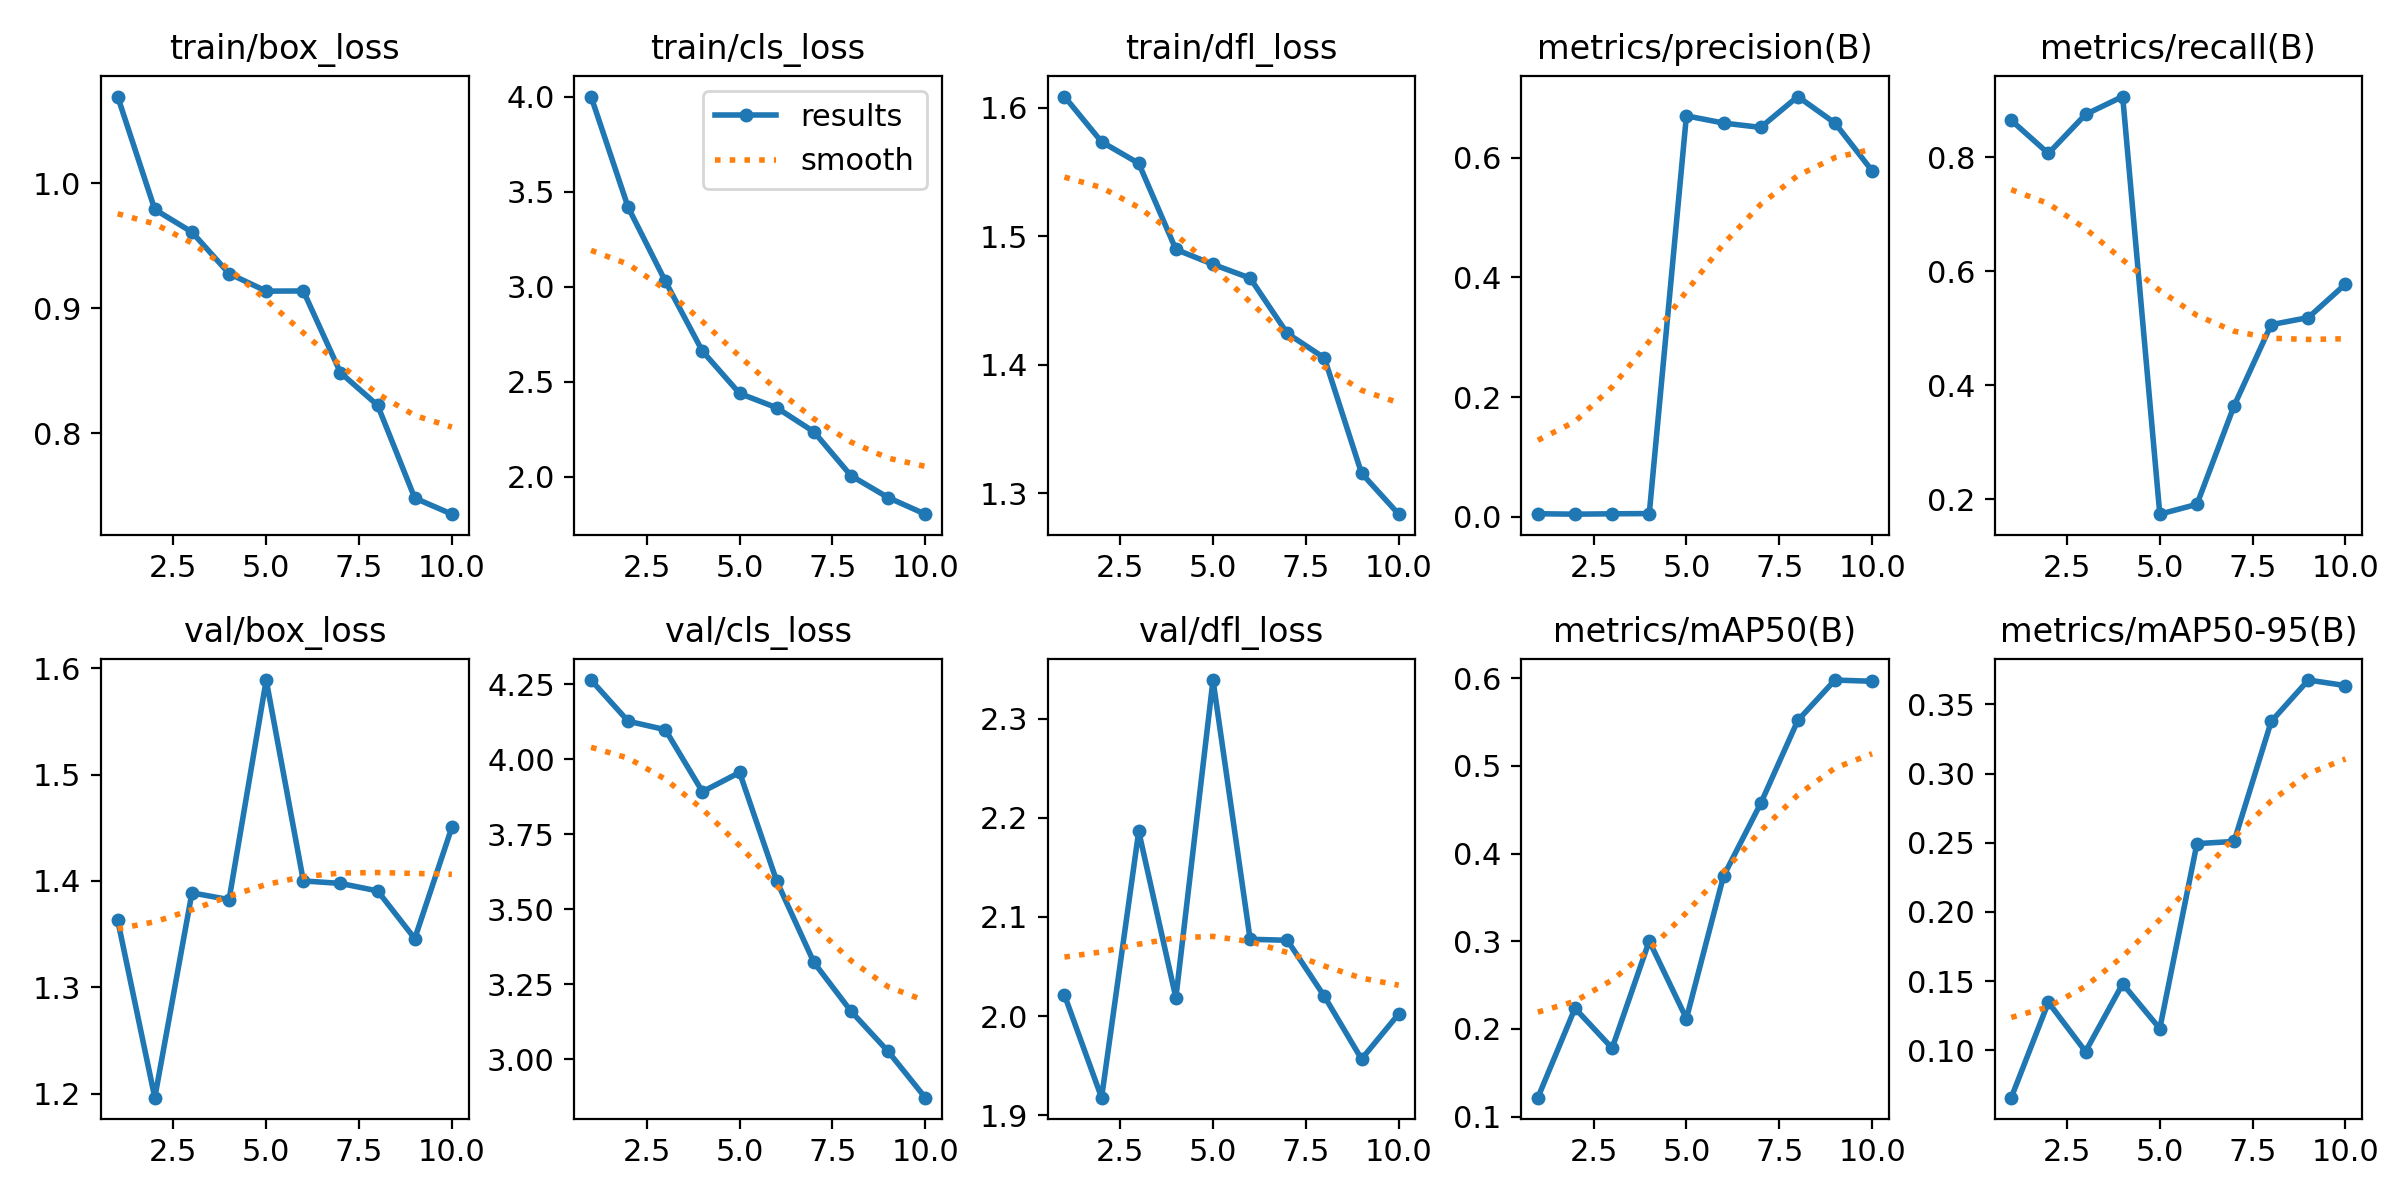 train/box_loss
train/cls_loss
train/dfl_loss
metrics/precision(B)
metrics/recall(B)
1.0
0.9
0.8
2.5 5.0 7.5 10.0
4.0
3.5
3.0
2.5
2.0
results
smooth
2.5 5.0 7.5 10.0
1.6
1.5
1.4
1.3
2.5 5.0 7.5 10.0
0.6
0.4
0.2
0.0
2.5 5.0 7.5 10.0
0.8
0.6
0.4
0.2
2.5 5.0 7.5 10.0
val/box_loss
val/cls_loss
val/dfl_loss
metrics/mAP50(B)
metrics/mAP50-95(B)
1.6
1.5
1.4
1.3
1.2
2.5 5.0 7.5 10.0
4.25
4.00
3.75
3.50
3.25
3.00
2.5 5.0 7.5 10.0
2.3
2.2
2.1
2.0
1.9
2.5 5.0 7.5 10.0
0.6
0.5
0.4
0.3
0.2
0.1
2.5 5.0 7.5 10.0
0.35
0.30
0.25
0.20
0.15
0.10
2.5 5.0 7.5 10.0